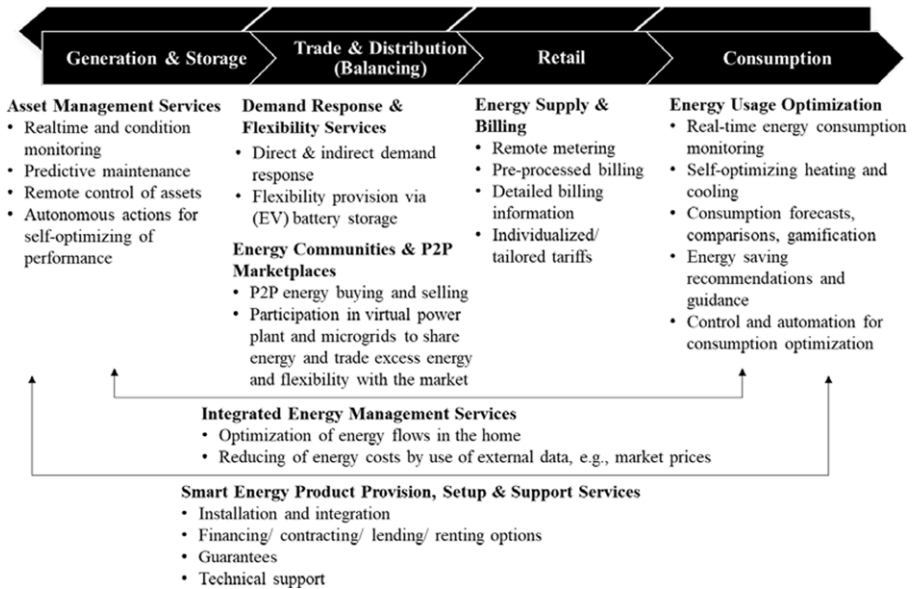 Generation & Storage
Trade & Distribution
(Balancing)
Retail
Consumption
Asset Management Services
• Realtime and condition
monitoring
• Predictive maintenance
• Remote control of assets
• Autonomous actions for
self-optimizing of
performance
Demand Response &
Flexibility Services
• Direct & indirect demand
response
• Flexibility provision via
(EV) battery storage
Energy Communities & P2P
Marketplaces
• P2P energy buying and selling
• Participation in virtual power
plant and microgrids to share
energy and trade excess energy
and flexibility with the market
Energy Supply &
Billing
• Remote metering
• Pre-processed billing
• Detailed billing
information
• Individualized/
tailored tariffs
Energy Usage Optimization
• Real-time energy consumption
monitoring
• Self-optimizing heating and
cooling
• Consumption forecasts,
comparisons, gamification
• Energy saving
recommendations and
guidance
• Control and automation for
consumption optimization
Integrated Energy Management Services
• Optimization of energy flows in the home
• Reducing of energy costs by use of external data, e.g., market prices
Smart Energy Product Provision, Setup & Support Services
• Installation and integration
• Financing/ contracting/ lending/ renting options
• Guarantees
• Technical support